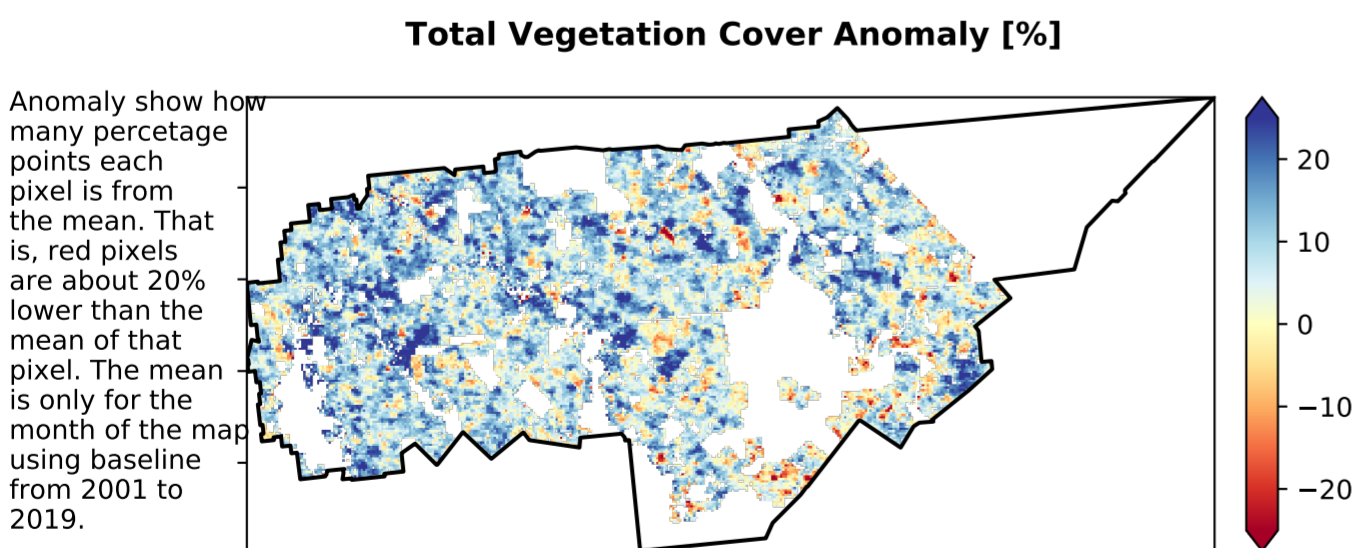 Total Vegetation Cover Anomaly [%]
Anomaly show how
many percetage
points each
pixel is from
the mean. That
is, red pixels
are about 20%
lower than the
mean of that
pixel. The mean
is only for the
month of the map
using baseline
from 2001 to
2019.
20
10
0
−10
−20